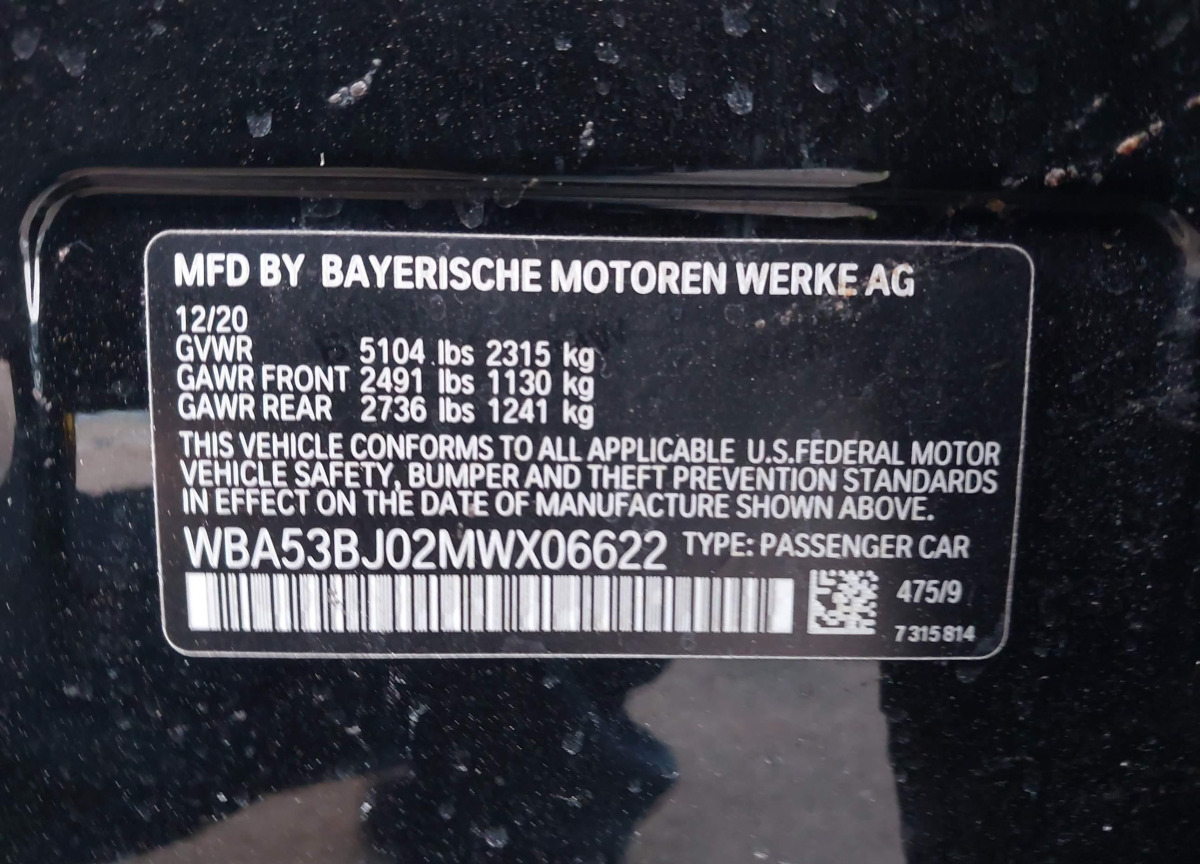 MFD BY BAYERISCHE MOTOREN WERKE AG
12/20
GVWR 5104 lbs 2315 kg
GAWR FRONT 2491 lbs 1130 kg
GAWR REAR 2736 lbs 1241 kg
THIS VEHICLE CONFORMS TO ALL APPLICABLE U.S.FEDERAL MOTOR
VEHICLE SAFETY, BUMPER AND THEFT PREVENTION STANDARDS
IN EFFECT ON THE DATE OF MANUFACTURE SHOWN ABOVE.
WBA53BJ02MWX06622 TYPE: PASSENGER CAR
475/9
7315814